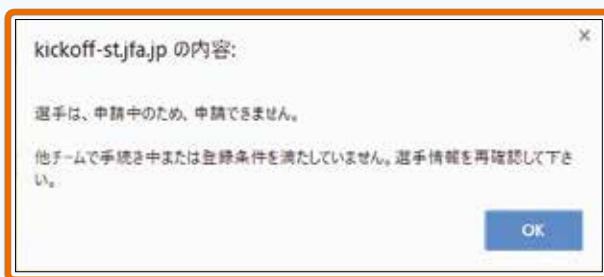 kickoff-st.jfa.jp の内容:
×
選手は、申請中のため、申請できません。
他チームで手続き中または登録条件を満たしていません。選手情報を再確認して下さ
い。
OK